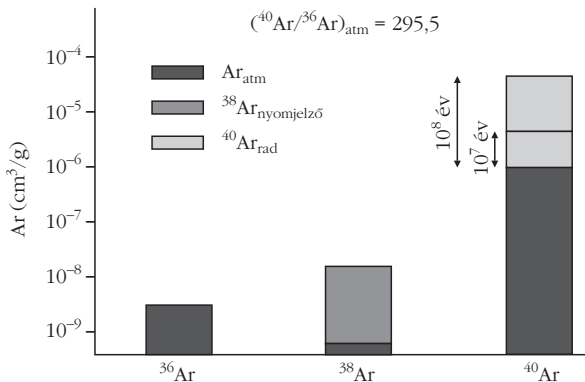 (⁴⁰Ar/³⁶Ar)atm = 295,5
Ar (cm³/g)
10⁻⁴
10⁻⁵
10⁻⁶
10⁻⁷
10⁻⁸
10⁻⁹
Aratm
³⁸Arnyomjelző
⁴⁰Arrad
10⁸ év
10⁷ év
³⁶Ar
³⁸Ar
⁴⁰Ar